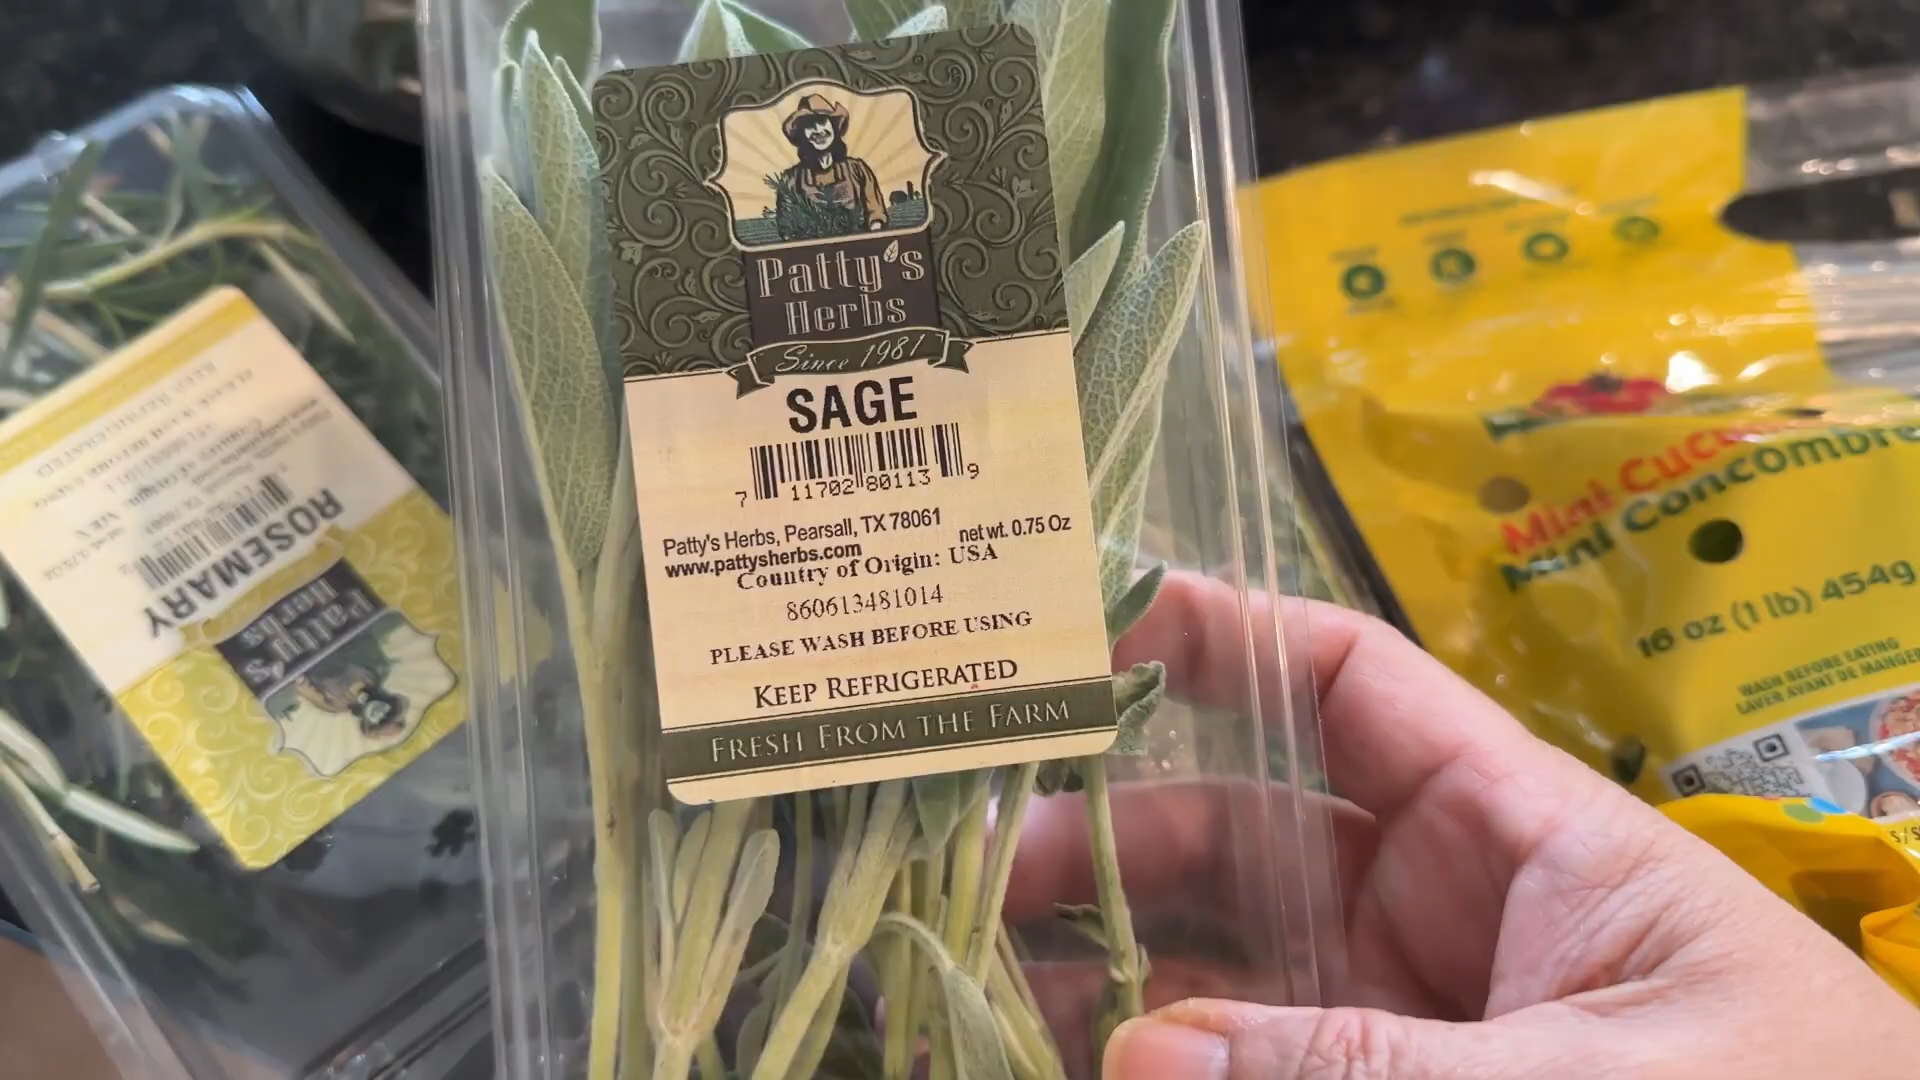 Patty's
Herbs
Since 1981
SAGE
7 11702 80113 9
Patty's Herbs, Pearsall, TX 78061
net wt. 0.75 Oz
www.pattysherbs.com
Country of Origin: USA
860613481014
PLEASE WASH BEFORE USING
KEEP REFRIGERATED
FRESH FROM THE FARM
ROSEMARY
Patty's
Herbs
Mini
Mini Concombre
16 oz (1 lb) 454g
WASH BEFORE EATING
LAVER AVANT DE MANGER